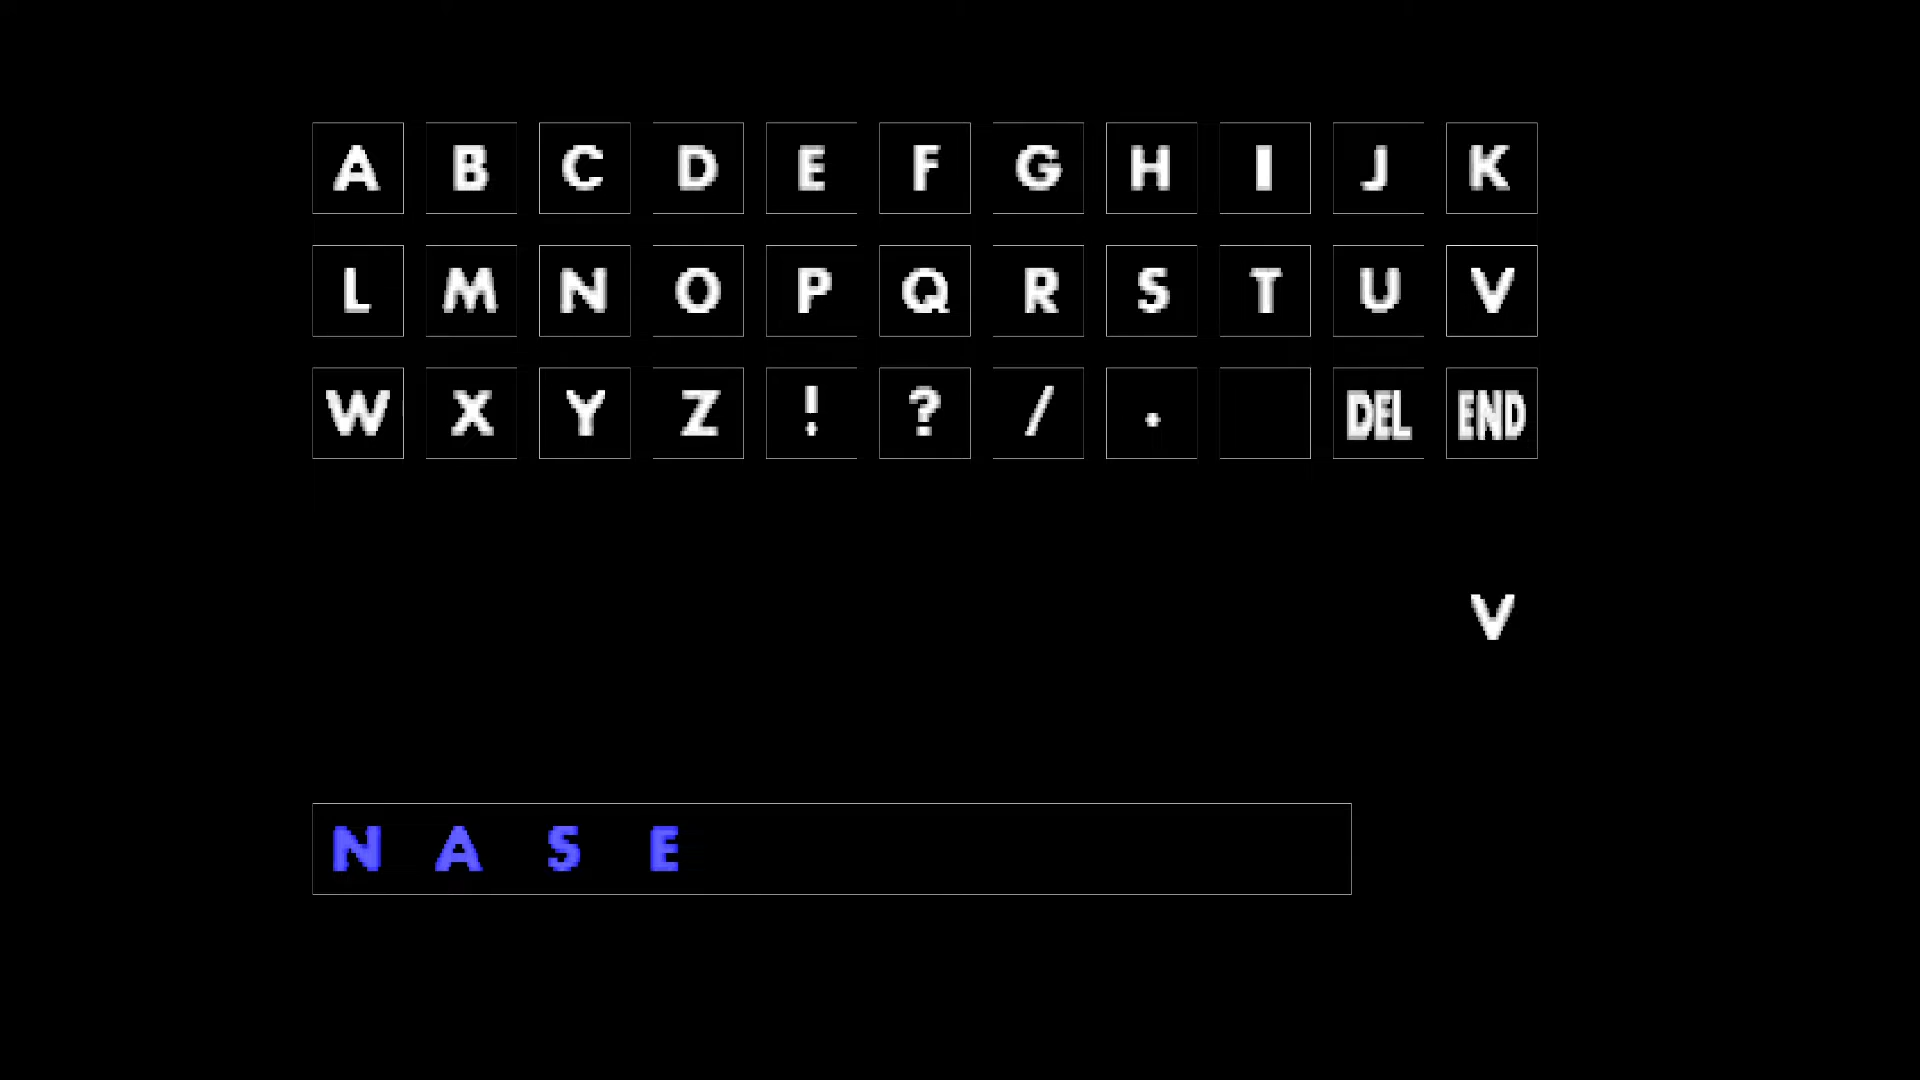 A B C D E F G H I J K
L M N O P Q R S T U V
W X Y Z ! ? / . DEL END
V
N A S E